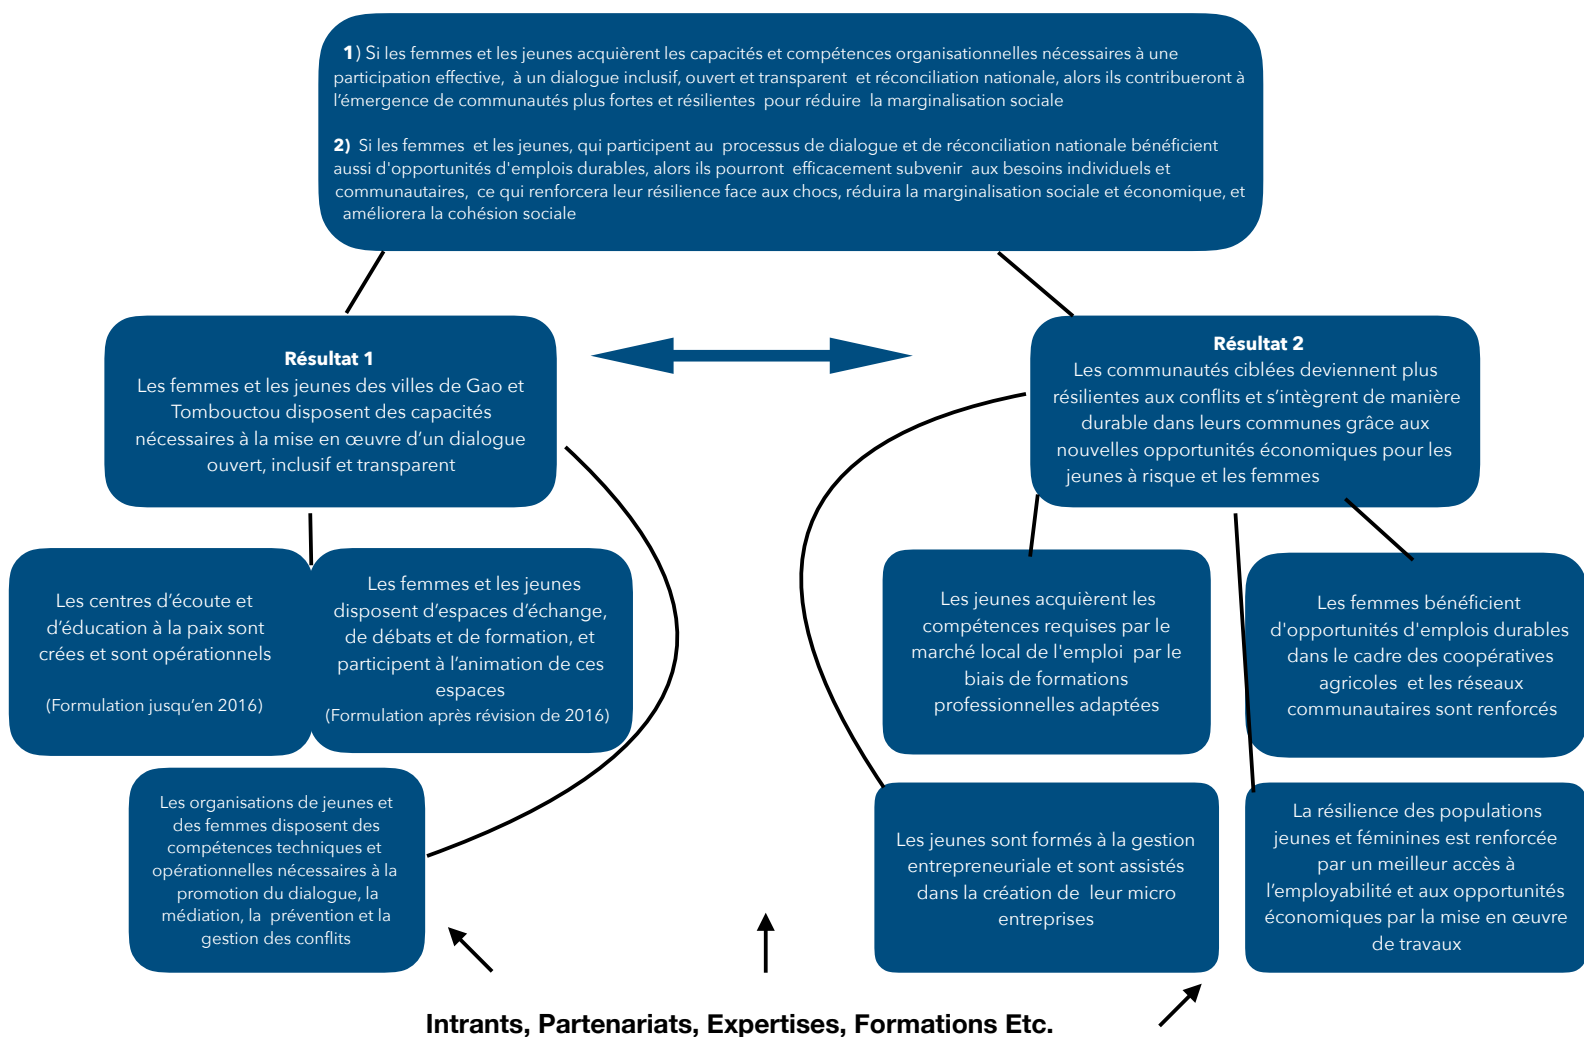 1) Si les femmes et les jeunes acquièrent les capacités et compétences organisationnelles nécessaires à une
participation effective, à un dialogue inclusif, ouvert et transparent et réconciliation nationale, alors ils contribueront à
l’émergence de communautés plus fortes et résilientes pour réduire la marginalisation sociale
2) Si les femmes et les jeunes, qui participent au processus de dialogue et de réconciliation nationale bénéficient
aussi d'opportunités d'emplois durables, alors ils pourront efficacement subvenir aux besoins individuels et
communautaires, ce qui renforcera leur résilience face aux chocs, réduira la marginalisation sociale et économique, et
améliorera la cohésion sociale
Résultat 1
Les femmes et les jeunes des villes de Gao et
Tombouctou disposent des capacités
nécessaires à la mise en œuvre d’un dialogue
ouvert, inclusif et transparent
Résultat 2
Les communautés ciblées deviennent plus
résilientes aux conflits et s’intègrent de manière
durable dans leurs communes grâce aux
nouvelles opportunités économiques pour les
jeunes à risque et les femmes
Les centres d’écoute et
d’éducation à la paix sont
crées et sont opérationnels
(Formulation jusqu’en 2016)
Les femmes et les jeunes
disposent d’espaces d’échange,
de débats et de formation, et
participent à l’animation de ces
espaces
(Formulation après révision de 2016)
Les jeunes acquièrent les
compétences requises par le
marché local de l'emploi par le
biais de formations
professionnelles adaptées
Les femmes bénéficient
d'opportunités d'emplois durables
dans le cadre des coopératives
agricoles et les réseaux
communautaires sont renforcés
Les organisations de jeunes et
des femmes disposent des
compétences techniques et
opérationnelles nécessaires à la
promotion du dialogue, la
médiation, la prévention et la
gestion des conflits
Les jeunes sont formés à la gestion
entrepreneuriale et sont assistés
dans la création de leur micro
entreprises
La résilience des populations
jeunes et féminines est renforcée
par un meilleur accès à
l’employabilité et aux opportunités
économiques par la mise en œuvre
de travaux
Intrants, Partenariats, Expertises, Formations Etc.